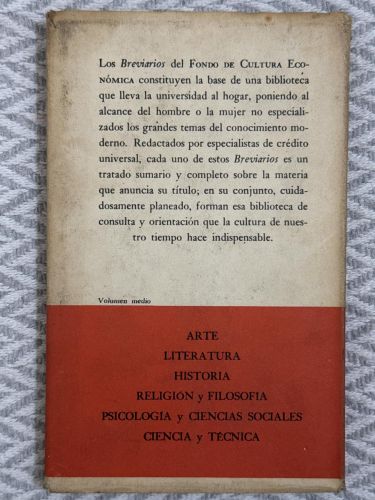 Los Breviarios del FONDO DE CULTURA ECO-
NÓMICA constituyen la base de una biblioteca
que lleva la universidad al hogar, poniendo al
alcance del hombre o la mujer no especiali-
zados los grandes temas del conocimiento mo-
derno. Redactados por especialistas de crédito
universal, cada uno de estos Breviarios es un
tratado sumario y completo sobre la materia
que anuncia su título; en su conjunto, cuida-
dosamente planeado, forman esa biblioteca de
consulta y orientación que la cultura de nues-
tro tiempo hace indispensable.
Volumen medio
ARTE
LITERATURA
HISTORIA
RELIGIÓN y FILOSOFÍA
PSICOLOGÍA y CIENCIAS SOCIALES
CIENCIA y TÉCNICA